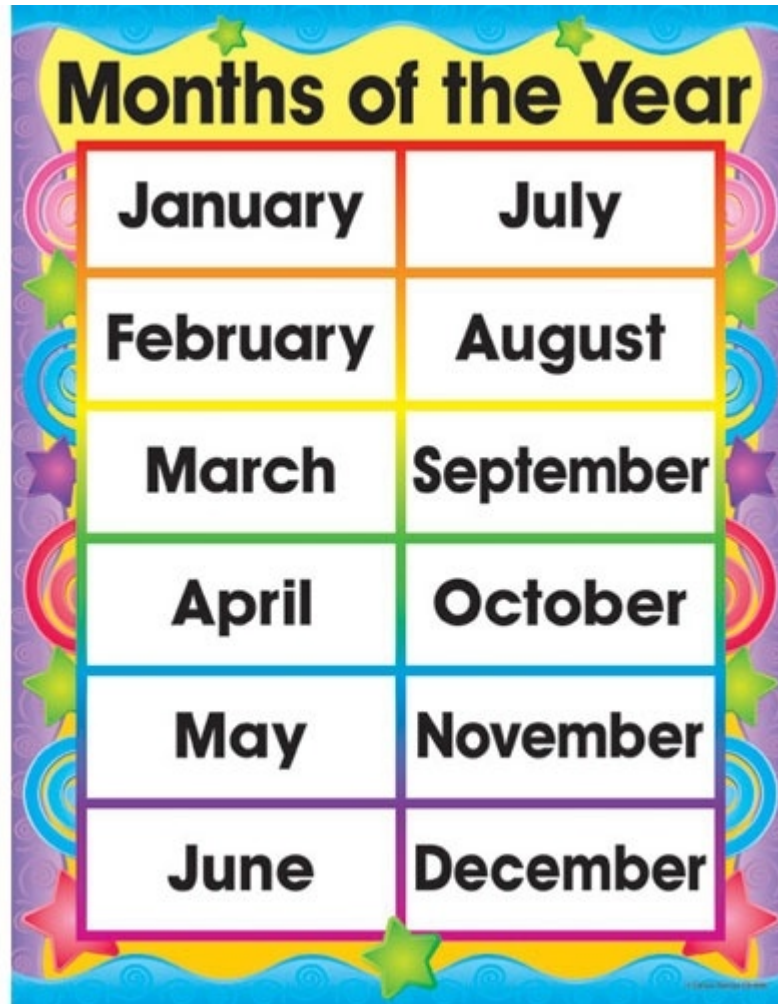 Months of the Year
January
July
February
August
March
September
April
October
May
November
June
December